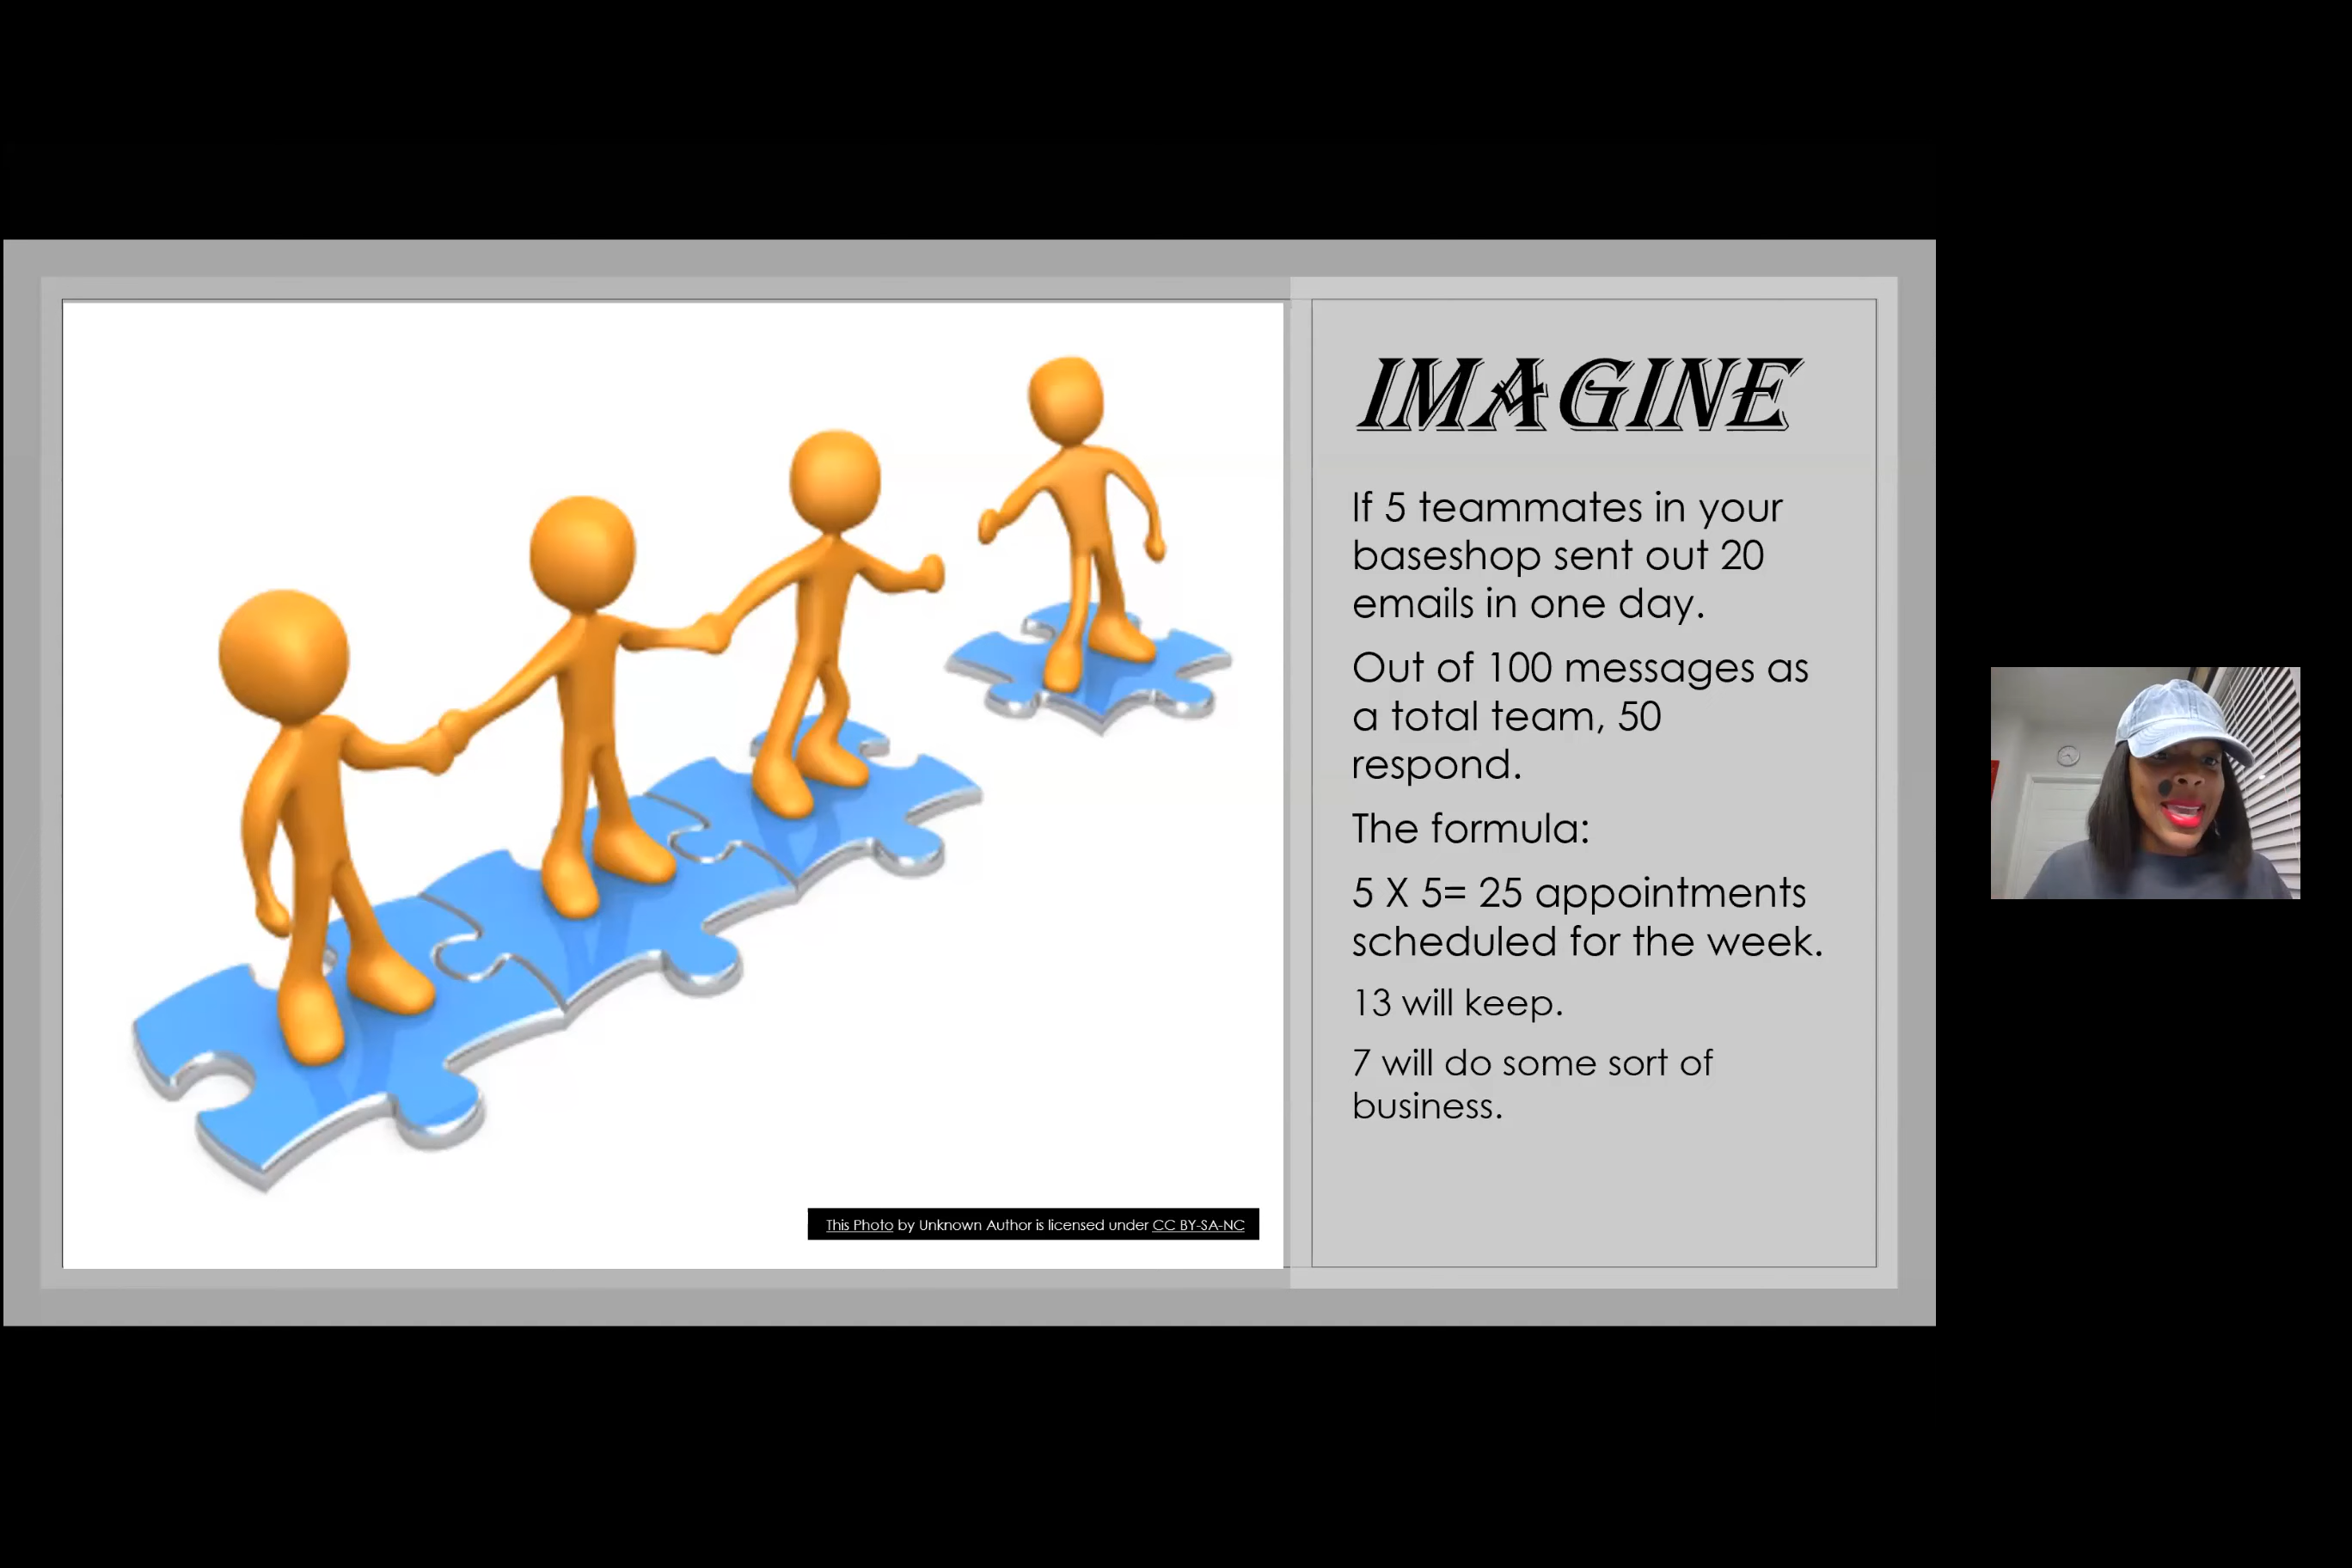 IMAGINE
If 5 teammates in your
baseshop sent out 20
emails in one day.
Out of 100 messages as
a total team, 50
respond.
The formula:
5 X 5= 25 appointments
scheduled for the week.
13 will keep.
7 will do some sort of
business.
This Photo by Unknown Author is licensed under CC BY-SA-NC